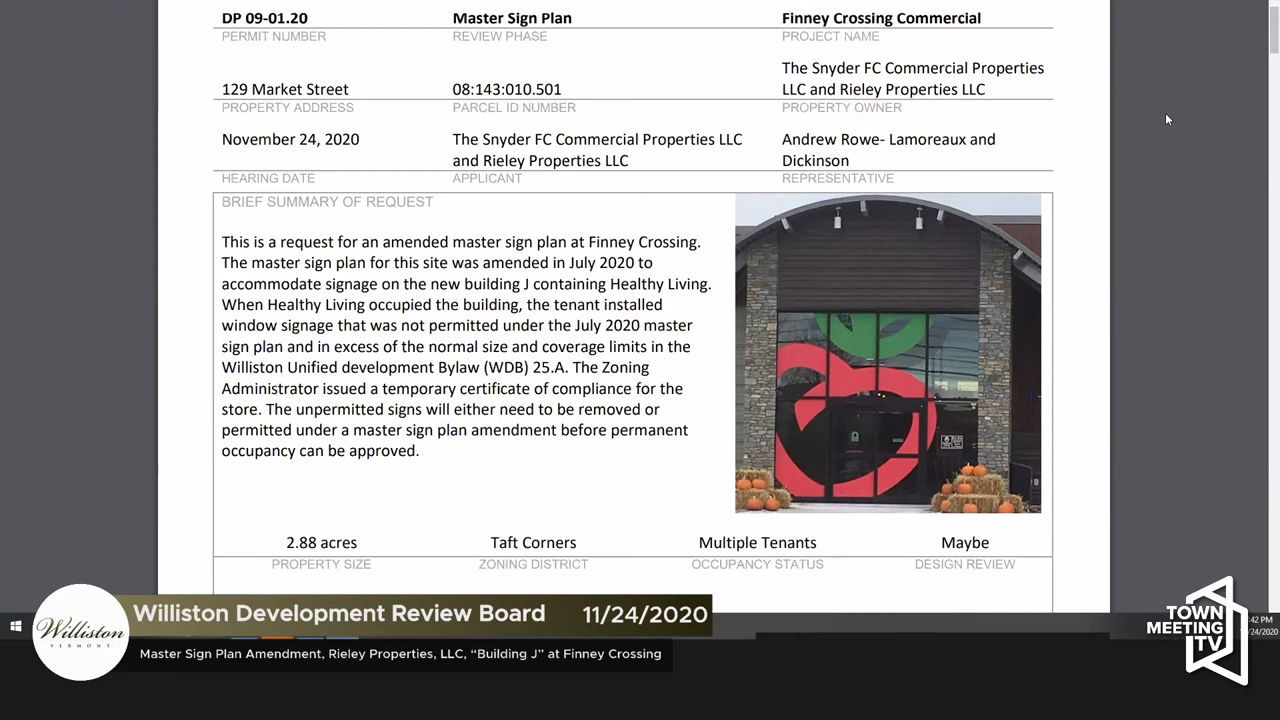 DP 09-01.20
Master Sign Plan
Finney Crossing Commercial
PERMIT NUMBER
REVIEW PHASE
PROJECT NAME
129 Market Street
08:143:010.501
The Snyder FC Commercial Properties
LLC and Rieley Properties LLC
PROPERTY ADDRESS
PARCEL ID NUMBER
PROPERTY OWNER
November 24, 2020
The Snyder FC Commercial Properties LLC
and Rieley Properties LLC
Andrew Rowe- Lamoreaux and
Dickinson
HEARING DATE
APPLICANT
REPRESENTATIVE
BRIEF SUMMARY OF REQUEST
This is a request for an amended master sign plan at Finney Crossing.
The master sign plan for this site was amended in July 2020 to
accommodate signage on the new building J containing Healthy Living.
When Healthy Living occupied the building, the tenant installed
window signage that was not permitted under the July 2020 master
sign plan and in excess of the normal size and coverage limits in the
Williston Unified development Bylaw (WDB) 25.A. The Zoning
Administrator issued a temporary certificate of compliance for the
store. The unpermitted signs will either need to be removed or
permitted under a master sign plan amendment before permanent
occupancy can be approved.
2.88 acres
Taft Corners
Multiple Tenants
Maybe
PROPERTY SIZE
ZONING DISTRICT
OCCUPANCY STATUS
DESIGN REVIEW
Williston
VERMONT
Williston Development Review Board
11/24/2020
Master Sign Plan Amendment, Rieley Properties, LLC, “Building J” at Finney Crossing
TOWN
MEETING
TV
:42 PM
/24/2020